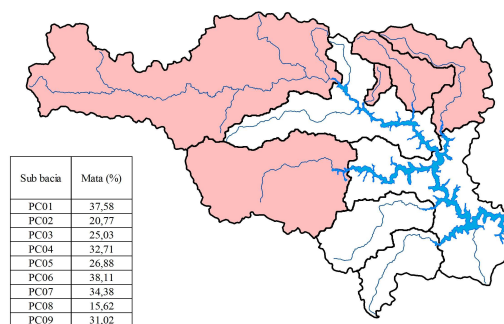 Sub bacia Mata (%)
PC01 37,58
PC02 20,77
PC03 25,03
PC04 32,71
PC05 26,88
PC06 38,11
PC07 34,38
PC08 15,62
PC09 31,02